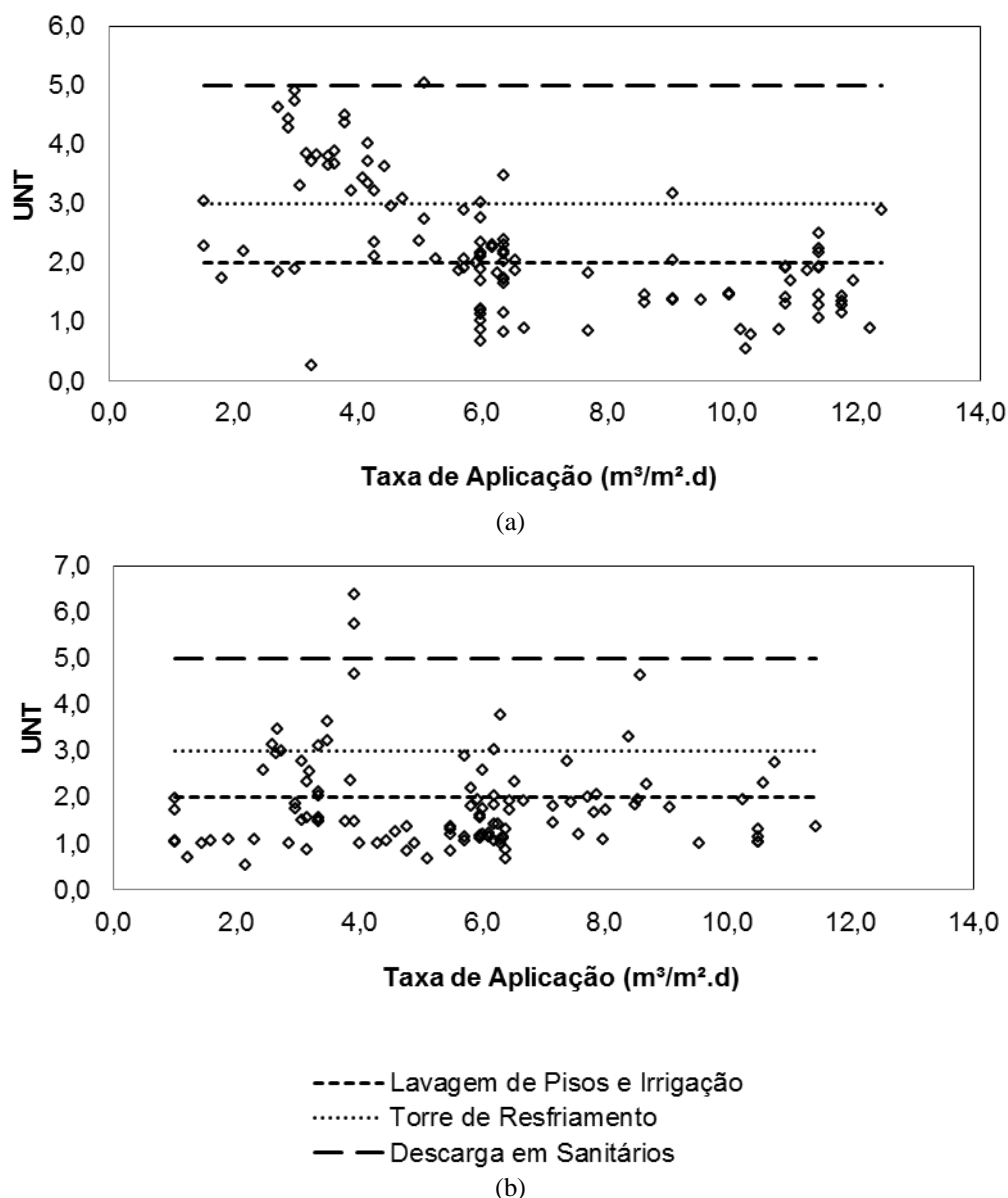 6,0
5,0
4,0
3,0
2,0
1,0
0,0
UNT
0,0 2,0 4,0 6,0 8,0 10,0 12,0 14,0
Taxa de Aplicação (m³/m².d)
(a)
7,0
6,0
5,0
4,0
3,0
2,0
1,0
0,0
UNT
0,0 2,0 4,0 6,0 8,0 10,0 12,0 14,0
Taxa de Aplicação (m³/m².d)
Lavagem de Pisos e Irrigação
Torre de Resfriamento
Descarga em Sanitários
(b)